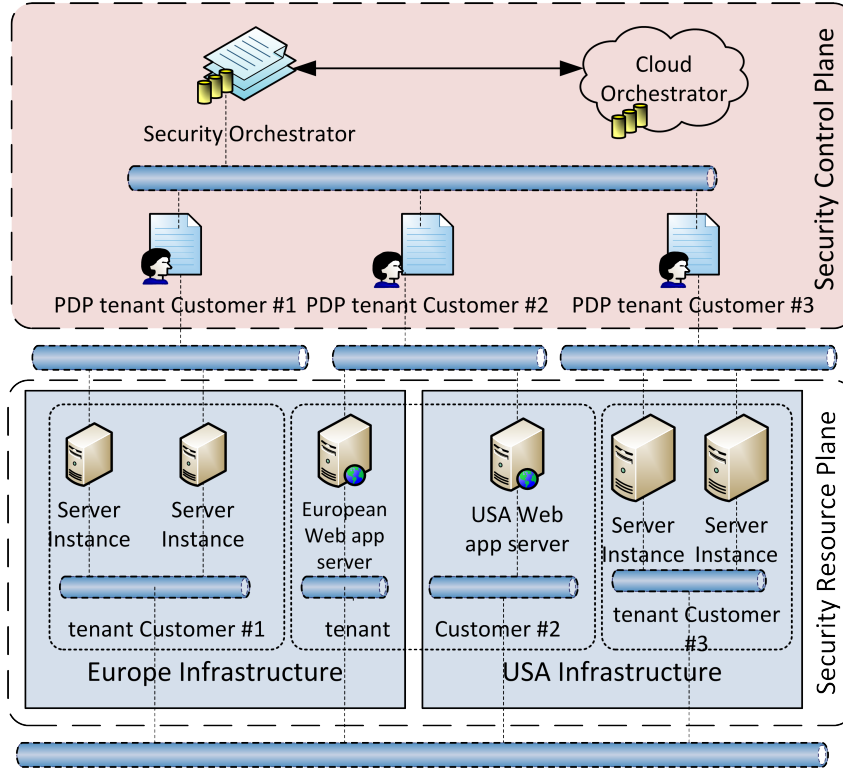 Cloud
Orchestrator
Security Orchestrator
Security Control Plane
PDP tenant Customer #1
PDP tenant Customer #2
PDP tenant Customer #3
Server
Instance
Server
Instance
European
Web app
server
USA Web
app server
Server
Instance
Server
Instance
tenant Customer #1
tenant
Customer #2
tenant Customer
#3
Europe Infrastructure
USA Infrastructure
Security Resource Plane